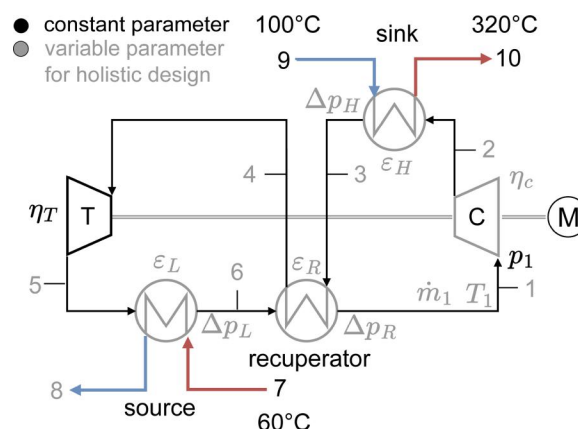 constant parameter
variable parameter
for holistic design
100°C
sink
320°C
9
10
Δp_H
ε_H
2
4
3
η_c
η_T
T
C
M
p_1
5
ε_L
6
ε_R
ṁ_1
T_1
1
Δp_L
Δp_R
recuperator
8
7
source
60°C